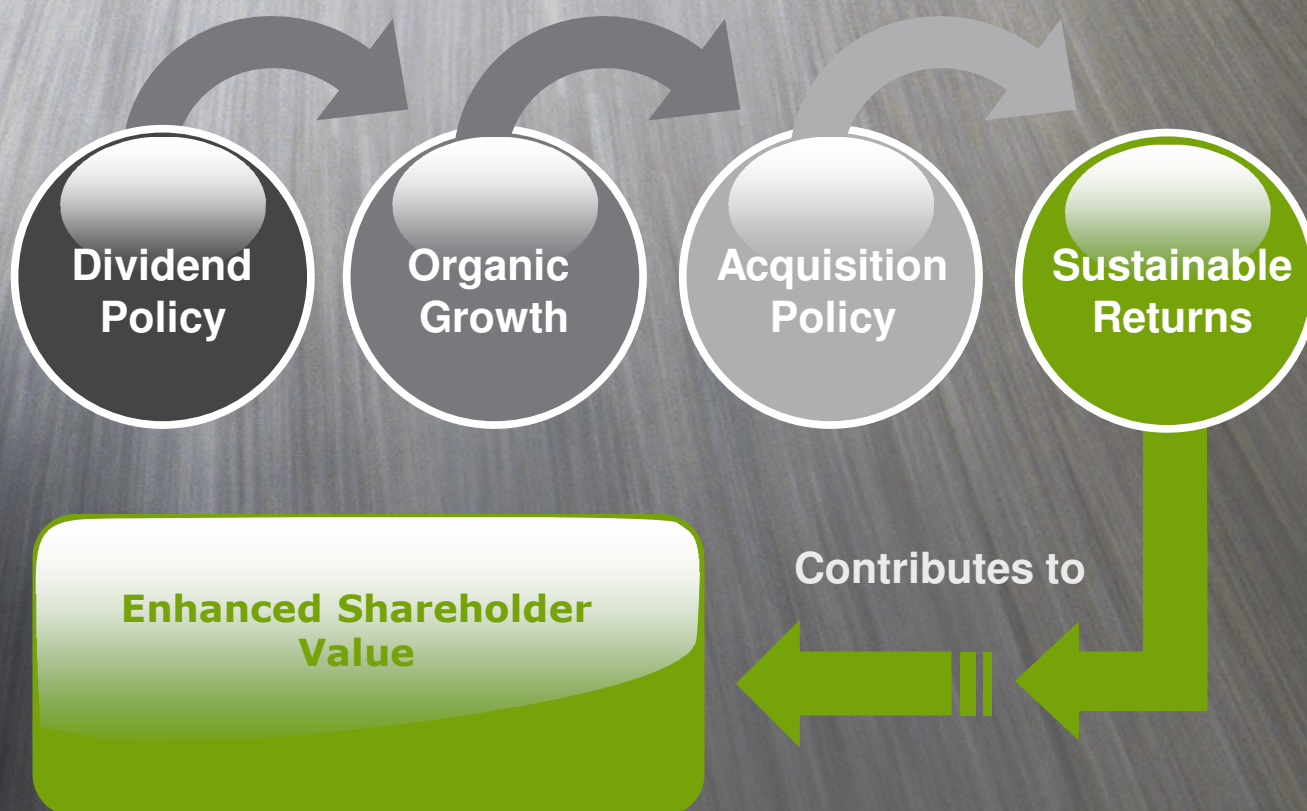 Dividend
Policy
Organic
Growth
Acquisition
Policy
Sustainable
Returns
Contributes to
Enhanced Shareholder
Value